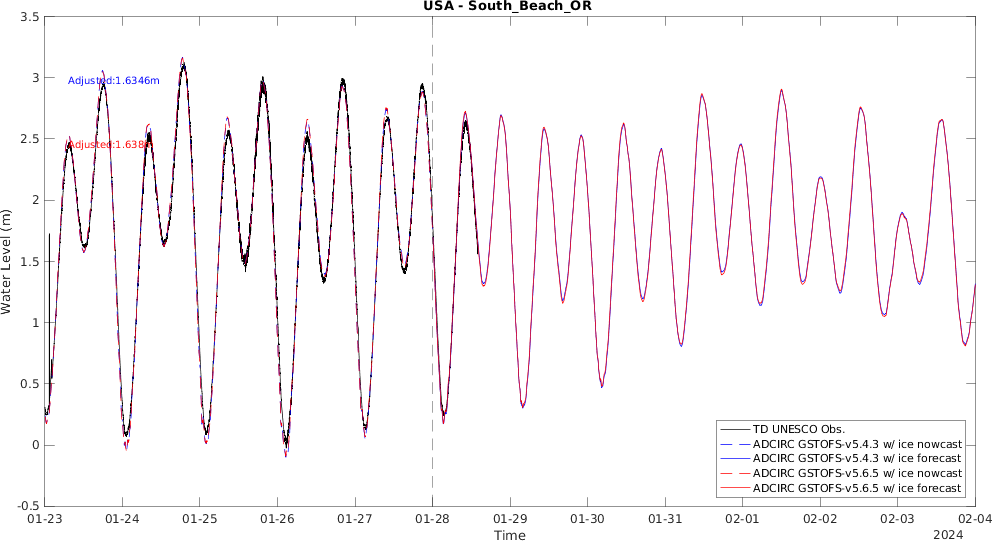 USA - South_Beach_OR
3.5
3
2.5
2
1.5
1
0.5
0
-0.5
Water Level (m)
Adjusted:1.6346m
TD UNESCO Obs.
ADCIRC GSTOFS-v5.4.3 w/ ice nowcast
ADCIRC GSTOFS-v5.4.3 w/ ice forecast
ADCIRC GSTOFS-v5.6.5 w/ ice nowcast
ADCIRC GSTOFS-v5.6.5 w/ ice forecast
01-23 01-24 01-25 01-26 01-27 01-28 01-29 01-30 01-31 02-01 02-02 02-03 02-04
Time
2024